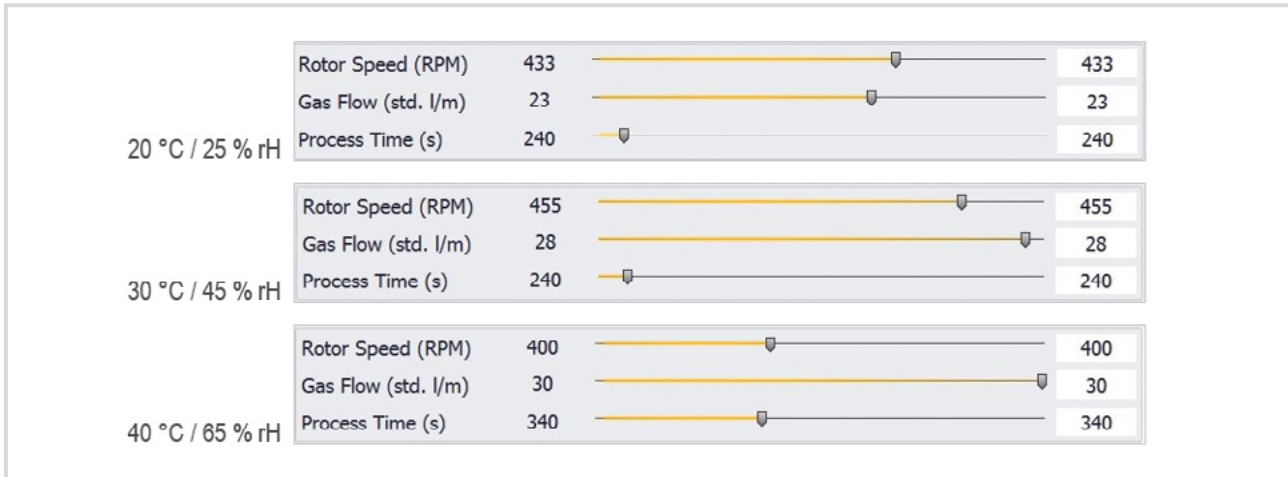 Rotor Speed (RPM) 433 433
Gas Flow (std. l/m) 23 23
Process Time (s) 240 240
20 °C / 25 % rH
Rotor Speed (RPM) 455 455
Gas Flow (std. l/m) 28 28
Process Time (s) 240 240
30 °C / 45 % rH
Rotor Speed (RPM) 400 400
Gas Flow (std. l/m) 30 30
Process Time (s) 340 340
40 °C / 65 % rH